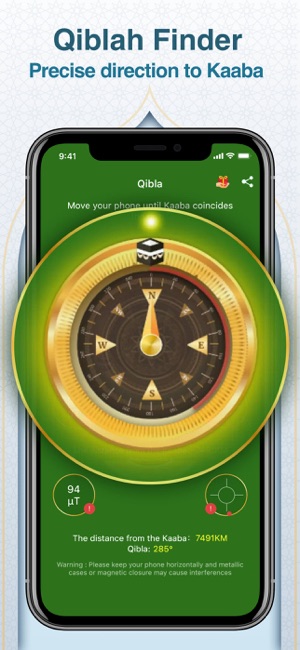 Qiblah Finder
Precise direction to Kaaba
9:41
Qibla
Move your phone until Kaaba coincides
N
W
E
S
94
µT
!
!
The distance from the Kaaba: 7491KM
Qibla: 285°
Warning : Please keep your phone horizontally and metallic
cases or magnetic closure may cause interferences